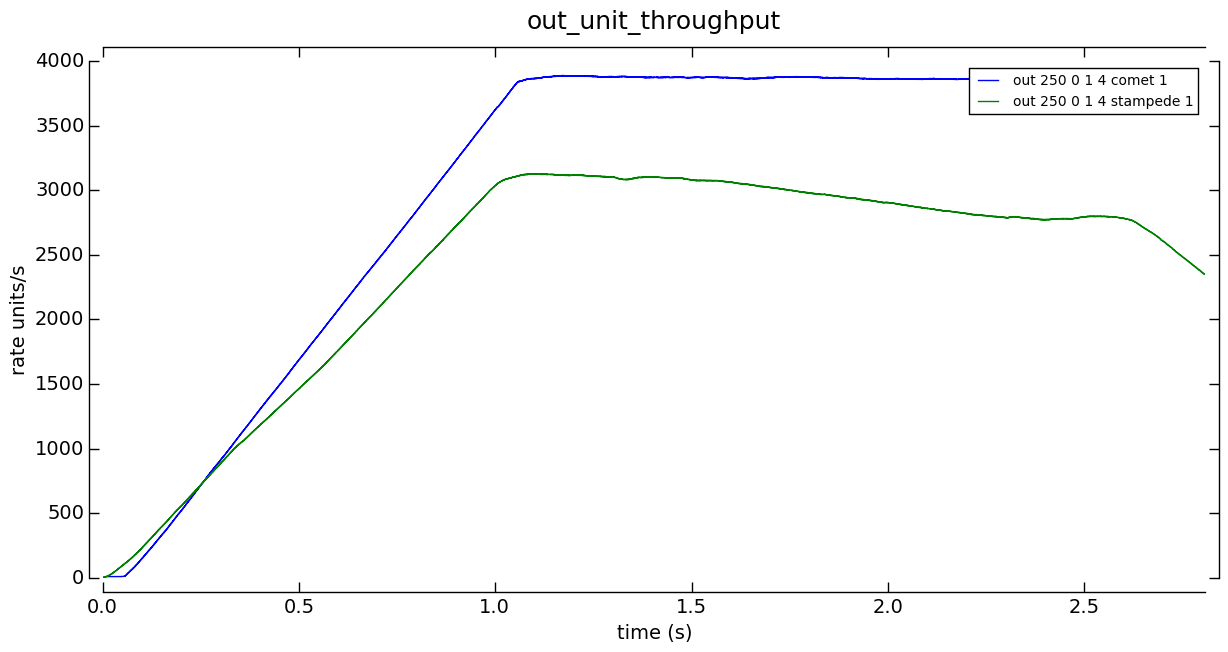 out_unit_throughput
4000
3500
3000
2500
2000
1500
1000
500
0
rate units/s
out 250 0 1 4 comet 1
out 250 0 1 4 stampede 1
0.0 0.5 1.0 1.5 2.0 2.5
time (s)